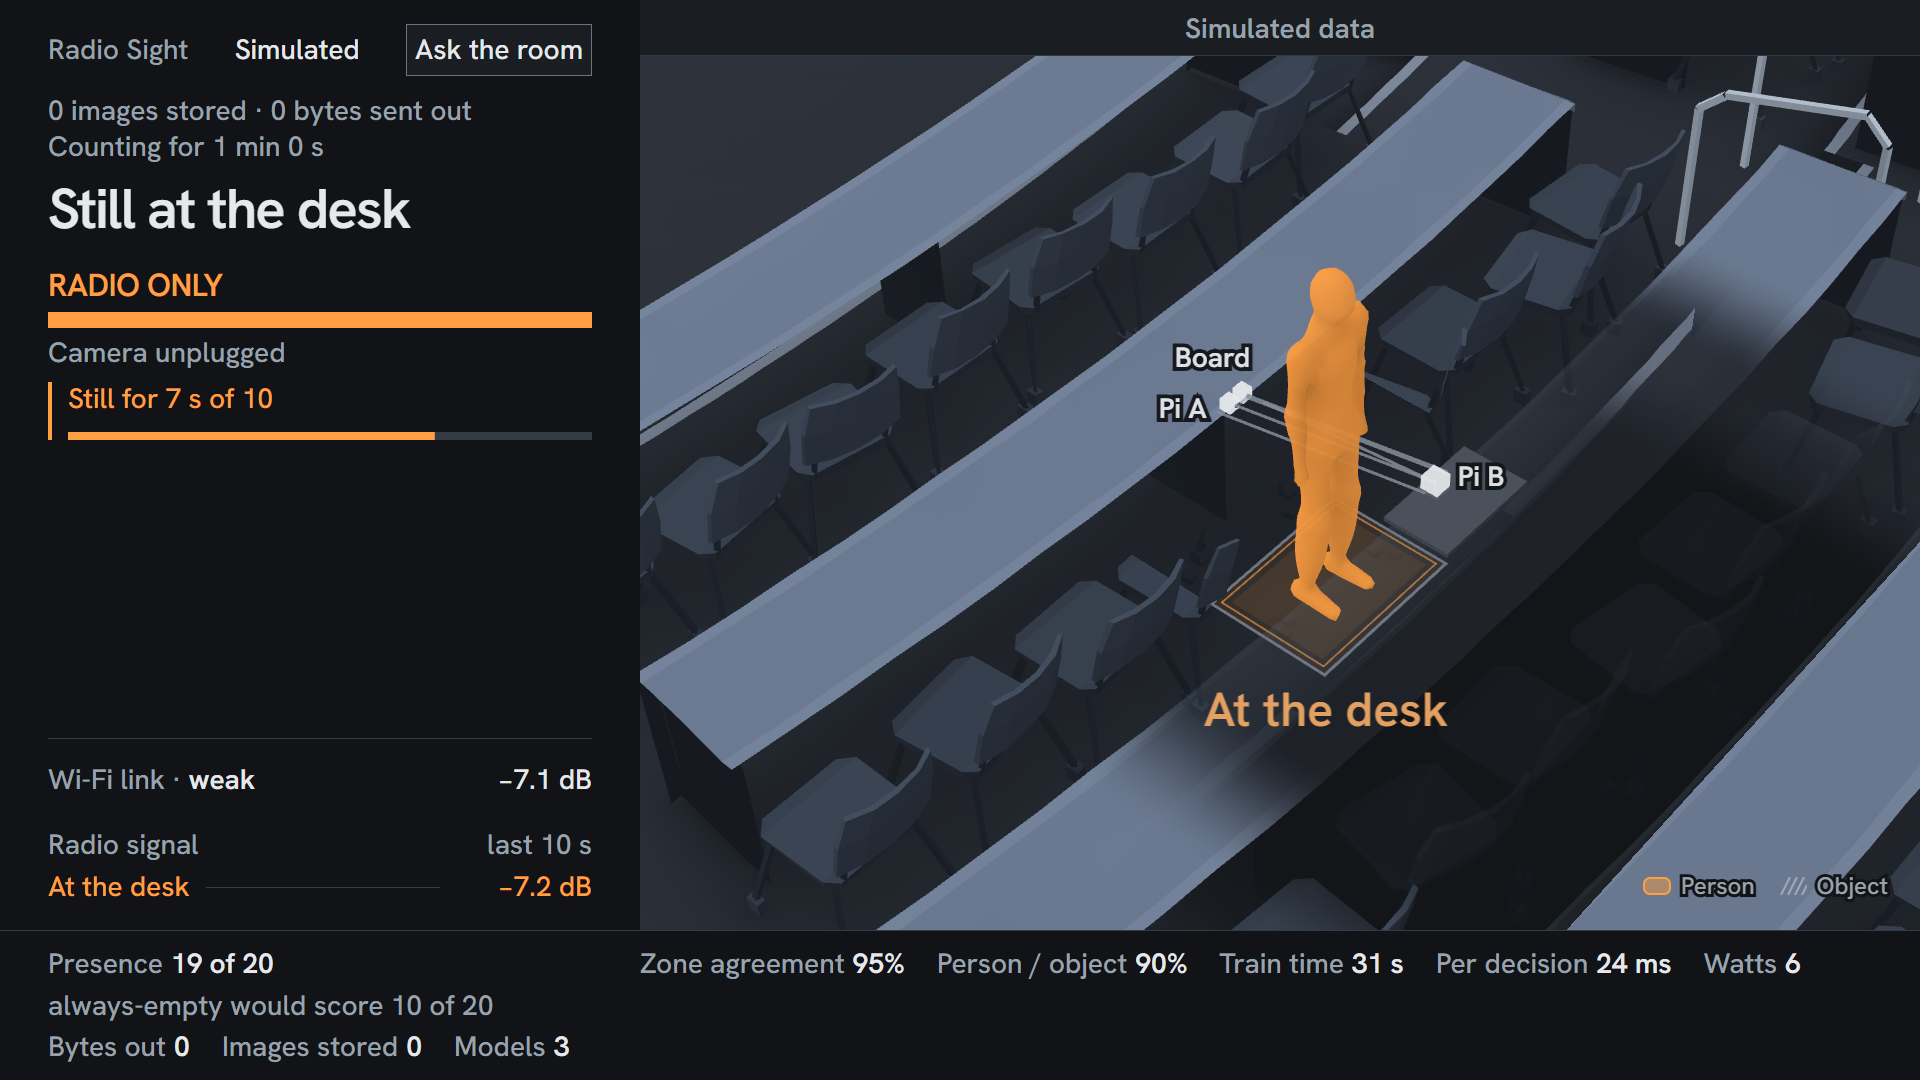 Radio Sight Simulated Ask the room
0 images stored · 0 bytes sent out
Counting for 1 min 0 s
Still at the desk
RADIO ONLY
Camera unplugged
Still for 7 s of 10
Wi-Fi link · weak −7.1 dB
Radio signal last 10 s
At the desk −7.2 dB
Simulated data
Board
Pi A
Pi B
At the desk
Person Object
Presence 19 of 20
always-empty would score 10 of 20
Bytes out 0 Images stored 0 Models 3
Zone agreement 95% Person / object 90% Train time 31 s Per decision 24 ms Watts 6